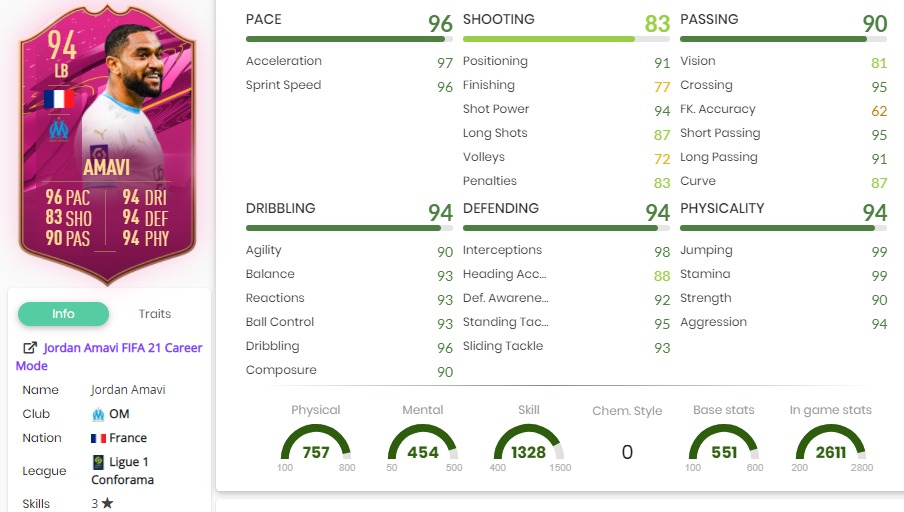 94
LB
AMAVI
96 PAC 94 DRI
83 SHO 94 DEF
90 PAS 94 PHY
Info Traits
Jordan Amavi FIFA 21 Career
Mode
Name Jordan Amavi
Club OM
Nation France
League Ligue 1
Conforama
Skills 3★
PACE 96
Acceleration 97
Sprint Speed 96
SHOOTING 83
Positioning 91
Finishing 77
Shot Power 94
Long Shots 87
Volleys 72
Penalties 83
PASSING 90
Vision 81
Crossing 95
FK. Accuracy 62
Short Passing 95
Long Passing 91
Curve 87
DRIBBLING 94
Agility 90
Balance 93
Reactions 93
Ball Control 93
Dribbling 96
Composure 90
DEFENDING 94
Interceptions 98
Heading Acc... 88
Def. Awarene... 92
Standing Tac... 95
Sliding Tackle 93
PHYSICALITY 94
Jumping 99
Stamina 99
Strength 90
Aggression 94
Physical
757
100 800
Mental
454
50 500
Skill
1328
400 1500
Chem. Style
0
Base stats
551
100 600
In game stats
2611
200 2800